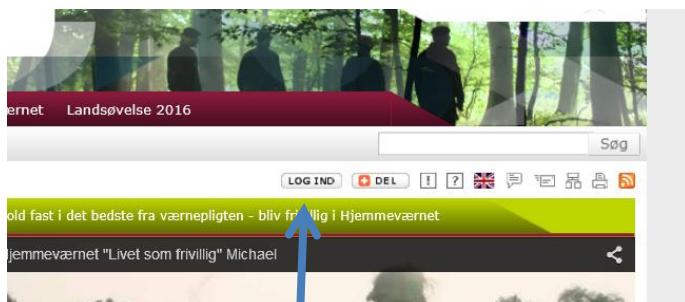 ernet Landsøvelse 2016
Søg
LOG IND DEL ! ?
old fast i det bedste fra værnepligten - bliv frivillig i Hjemmeværnet
jemmeværnet "Livet som frivillig" Michael